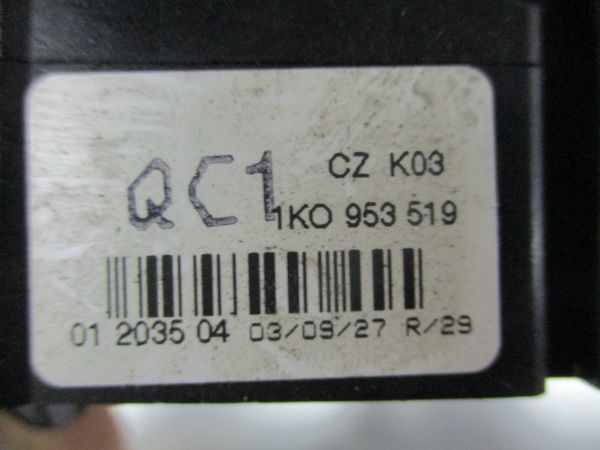 CZ K03
QC1
1KO 953 519
01 2035 04 03/09/27 R/29